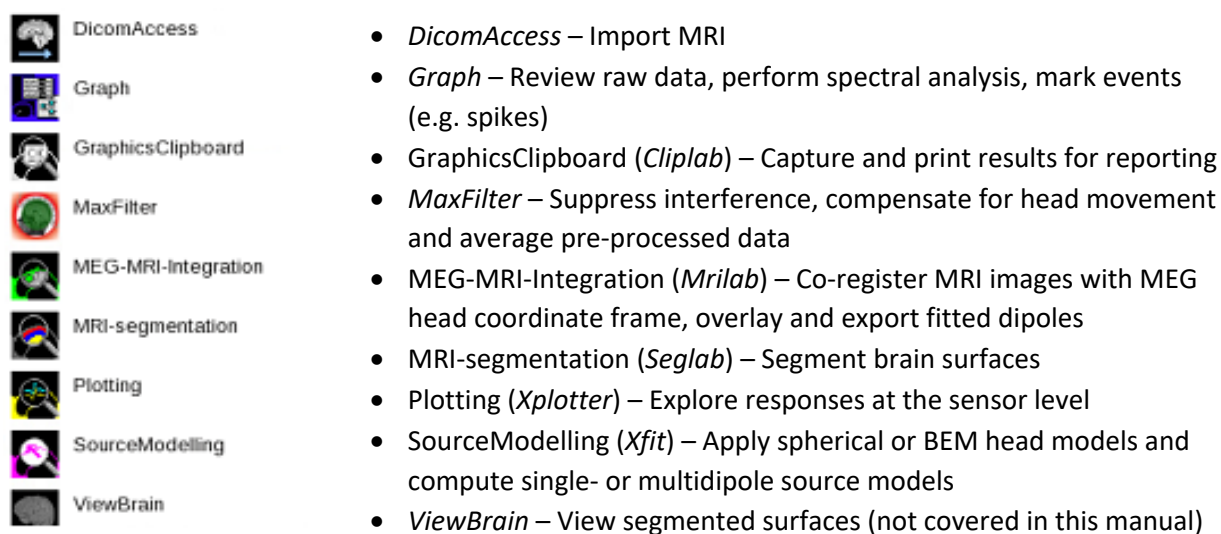 DicomAccess
Graph
GraphicsClipboard
MaxFilter
MEG-MRI-Integration
MRI-segmentation
Plotting
SourceModelling
ViewBrain
• DicomAccess – Import MRI
• Graph – Review raw data, perform spectral analysis, mark events
(e.g. spikes)
• GraphicsClipboard (Cliplab) – Capture and print results for reporting
• MaxFilter – Suppress interference, compensate for head movement
and average pre-processed data
• MEG-MRI-Integration (Mrilab) – Co-register MRI images with MEG
head coordinate frame, overlay and export fitted dipoles
• MRI-segmentation (Seglab) – Segment brain surfaces
• Plotting (Xplotter) – Explore responses at the sensor level
• SourceModelling (Xfit) – Apply spherical or BEM head models and
compute single- or multidipole source models
• ViewBrain – View segmented surfaces (not covered in this manual)